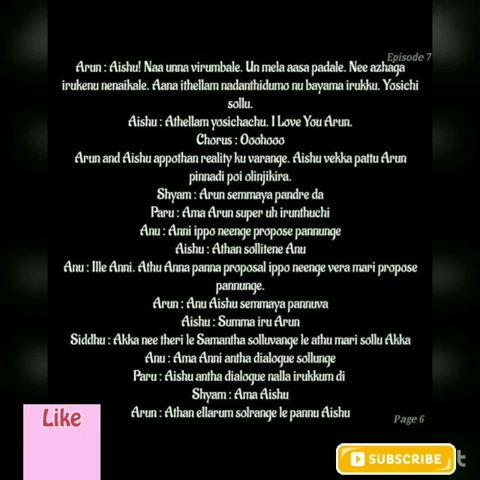 Episode 7
Arun : Aishu! Naa unna virumbale. Un mela aasa padale. Nee azhaga
irukenu nenaikale. Aana ithellam nadanthidumo nu bayama irukku. Yosichi
sollu.
Aishu : Athellam yosichachu. I Love You Arun.
Chorus : Ooohooo
Arun and Aishu appothan reality ku varange. Aishu vekka pattu Arun
pinnadi poi olinjikira.
Shyam : Arun semmaya pandre da
Paru : Ama Arun super uh irunthuchi
Anu : Anni ippo neenge propose pannunge
Aishu : Athan sollitene Anu
Anu : Ille Anni. Athu Anna panna proposal ippo neenge vera mari propose
pannunge.
Arun : Anu Aishu semmaya pannuva
Aishu : Summa iru Arun
Siddhu : Akka nee theri le Samantha solluvange le athu mari sollu Akka
Anu : Ama Anni antha dialogue sollunge
Paru : Aishu antha dialogue nalla irukkum di
Shyam : Ama Aishu
Arun : Athan ellarum solrange le pannu Aishu
Page 6
Like
SUBSCRIBE